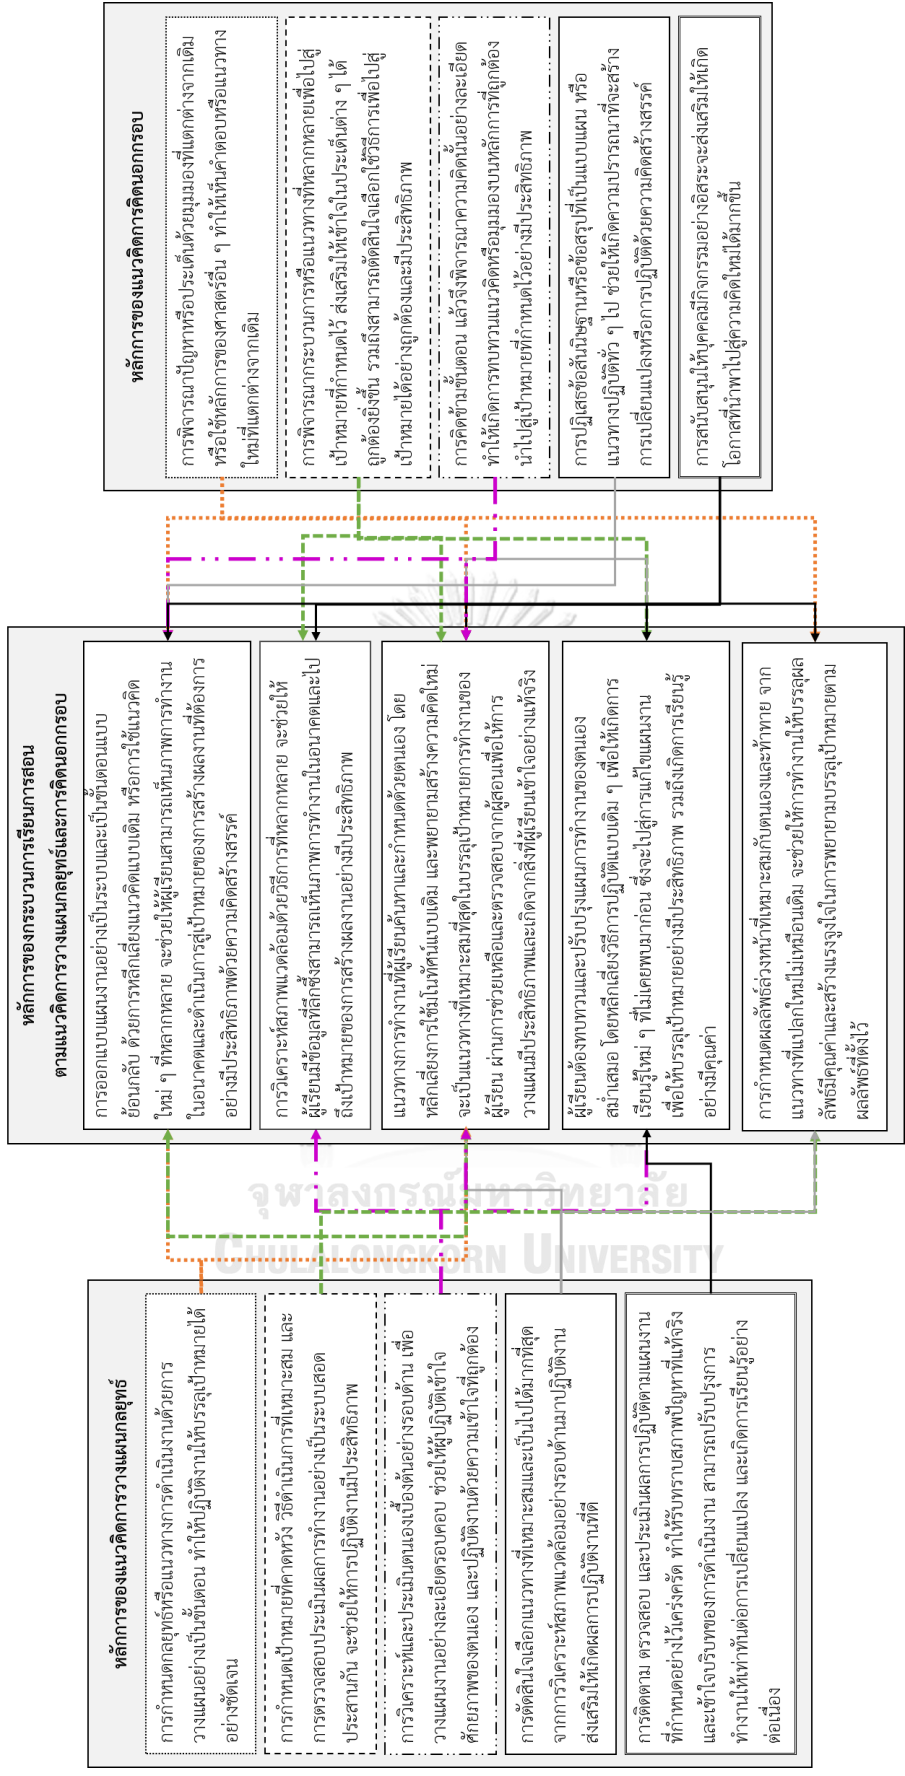 หลักการของแนวคิดการวางแผนกลยุทธ์
การกำหนดกลยุทธ์หรือแนวทางการดำเนินงานด้วยการ
วางแผนอย่างเป็นขั้นตอน ทำให้ปฏิบัติงานให้บรรลุเป้าหมายได้
อย่างชัดเจน
การกำหนดเป้าหมายที่คาดหวัง วิธีดำเนินการที่เหมาะสม และ
การตรวจสอบประเมินผลการทำงานอย่างเป็นระบบสอด
ประสานกัน จะช่วยให้การปฏิบัติงานมีประสิทธิภาพ
การวิเคราะห์และประเมินตนเองเบื้องต้นอย่างรอบด้าน เพื่อ
วางแผนงานอย่างละเอียดรอบคอบ ช่วยให้ผู้ปฏิบัติเข้าใจ
ศักยภาพของตนเอง และปฏิบัติงานด้วยความเข้าใจที่ถูกต้อง
การตัดสินใจเลือกแนวทางที่เหมาะสมและเป็นไปได้มากที่สุด
จากการวิเคราะห์สภาพแวดล้อมอย่างรอบด้านมาปฏิบัติงาน
ส่งเสริมให้เกิดผลการปฏิบัติงานที่ดี
การติดตาม ตรวจสอบ และประเมินผลการปฏิบัติตามแผนงาน
ที่กำหนดอย่างไว้เคร่งครัด ทำให้รับทราบสภาพปัญหาที่แท้จริง
และเข้าใจบริบทของการดำเนินงาน สามารถปรับปรุงการ
ทำงานให้เท่าทันต่อการเปลี่ยนแปลง และเกิดการเรียนรู้อย่าง
ต่อเนื่อง
หลักการของกระบวนการเรียนการสอน
ตามแนวคิดการวางแผนกลยุทธ์และการคิดนอกกรอบ
การออกแบบแผนงานอย่างเป็นระบบและเป็นขั้นตอนแบบ
ย้อนกลับ ด้วยการหลีกเลี่ยงแนวคิดแบบเดิม หรือการใช้แนวคิด
ใหม่ ๆ ที่หลากหลาย จะช่วยให้ผู้เรียนสามารถเห็นภาพการทำงาน
ในอนาคตและดำเนินการสู่เป้าหมายของการสร้างผลงานที่ต้องการ
อย่างมีประสิทธิภาพด้วยความคิดสร้างสรรค์
การวิเคราะห์สภาพแวดล้อมด้วยวิธีการที่หลากหลาย จะช่วยให้
ผู้เรียนมีข้อมูลที่ลึกซึ้งสามารถเห็นภาพการทำงานในอนาคตและไป
ถึงเป้าหมายของการสร้างผลงานอย่างมีประสิทธิภาพ
แนวทางการทำงานที่ผู้เรียนค้นหาและกำหนดด้วยตนเอง โดย
หลีกเลี่ยงการใช้มโนทัศน์แบบเดิม และพยายามสร้างความคิดใหม่
จะเป็นแนวทางที่เหมาะสมที่สุดในบรรลุเป้าหมายการทำงานของ
ผู้เรียน ผ่านการช่วยเหลือและตรวจสอบจากผู้สอนเพื่อให้การ
วางแผนมีประสิทธิภาพและเกิดจากสิ่งที่ผู้เรียนเข้าใจอย่างแท้จริง
ผู้เรียนต้องทบทวนและปรับปรุงแผนการทำงานของตนเอง
สม่ำเสมอ โดยหลีกเลี่ยงวิธีการปฏิบัติแบบเดิม ๆ เพื่อให้เกิดการ
เรียนรู้ใหม่ ๆ ที่ไม่เคยพบมาก่อน ซึ่งจะไปสู่การแก้ไขแผนงาน
เพื่อให้บรรลุเป้าหมายอย่างมีประสิทธิภาพ รวมถึงเกิดการเรียนรู้
อย่างมีคุณค่า
การกำหนดผลลัพธ์ล่วงหน้าที่เหมาะสมกับตนเองและท้าทาย จาก
แนวทางที่แปลกใหม่ไม่เหมือนเดิม จะช่วยให้การทำงานให้บรรลุผล
ลัพธ์มีคุณค่าและสร้างแรงจูงใจในการพยายามบรรลุเป้าหมายตาม
ผลลัพธ์ที่ตั้งไว้
หลักการของแนวคิดการคิดนอกกรอบ
การพิจารณาปัญหาหรือประเด็นด้วยมุมมองที่แตกต่างจากเดิม
หรือใช้หลักการของศาสตร์อื่น ๆ ทำให้เห็นคำตอบหรือแนวทาง
ใหม่ที่แตกต่างจากเดิม
การพิจารณากระบวนการหรือแนวทางที่หลากหลายเพื่อไปสู่
เป้าหมายที่กำหนดไว้ ส่งเสริมให้เข้าใจในประเด็นต่าง ๆ ได้
ถูกต้องยิ่งขึ้น รวมถึงสามารถตัดสินใจเลือกใช้วิธีการเพื่อไปสู่
เป้าหมายได้อย่างถูกต้องและมีประสิทธิภาพ
การคิดข้ามขั้นตอน แล้วจึงพิจารณาความคิดนั้นอย่างละเอียด
ทำให้เกิดการทบทวนแนวคิดหรือมุมมองบนหลักการที่ถูกต้อง
นำไปสู่เป้าหมายที่กำหนดไว้อย่างมีประสิทธิภาพ
การปฏิเสธข้อสันนิษฐานหรือข้อสรุปที่เป็นแบบแผน หรือ
แนวทางปฏิบัติทั่ว ๆ ไป ช่วยให้เกิดความปรารถนาที่จะสร้าง
การเปลี่ยนแปลงหรือการปฏิบัติด้วยความคิดสร้างสรรค์
การสนับสนุนให้บุคคลมีกิจกรรมอย่างอิสระจะส่งเสริมให้เกิด
โอกาสที่นำพาไปสู่ความคิดใหม่ได้มากขึ้น
จุฬาลงกรณ์มหาวิทยาลัย
CHULALONGKORN UNIVERSITY